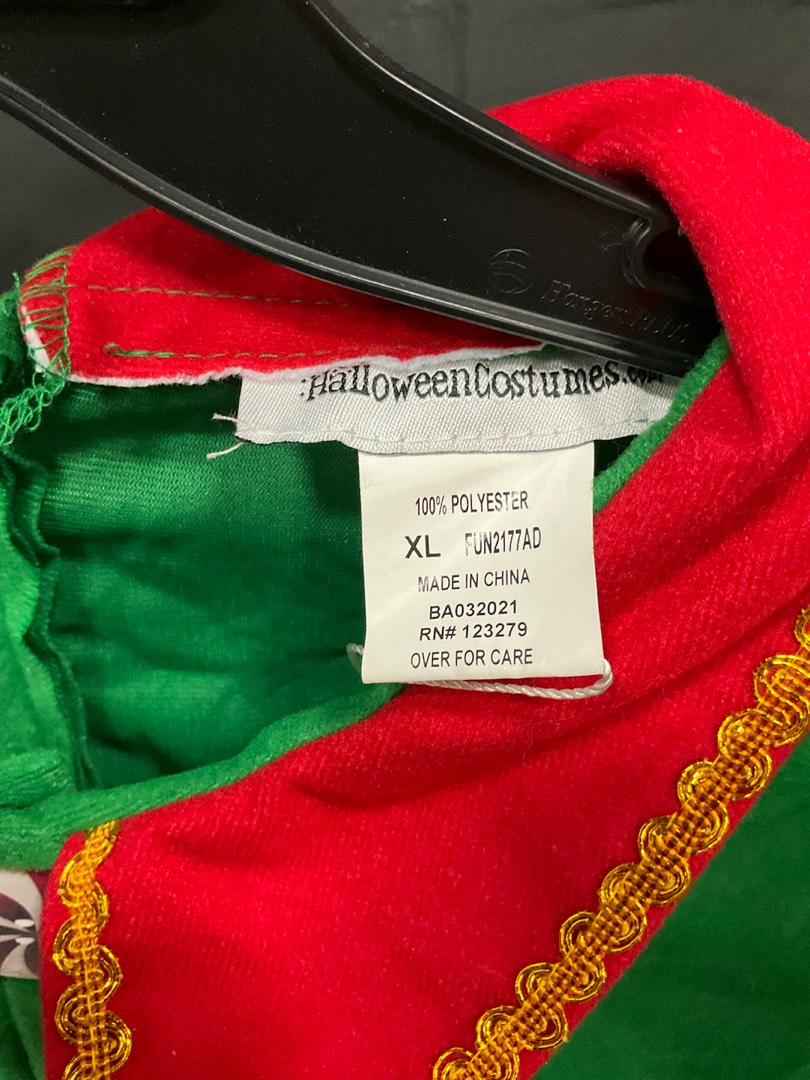 HalloweenCostumes.com
100% POLYESTER
XL FUN2177AD
MADE IN CHINA
BA032021
RN# 123279
OVER FOR CARE